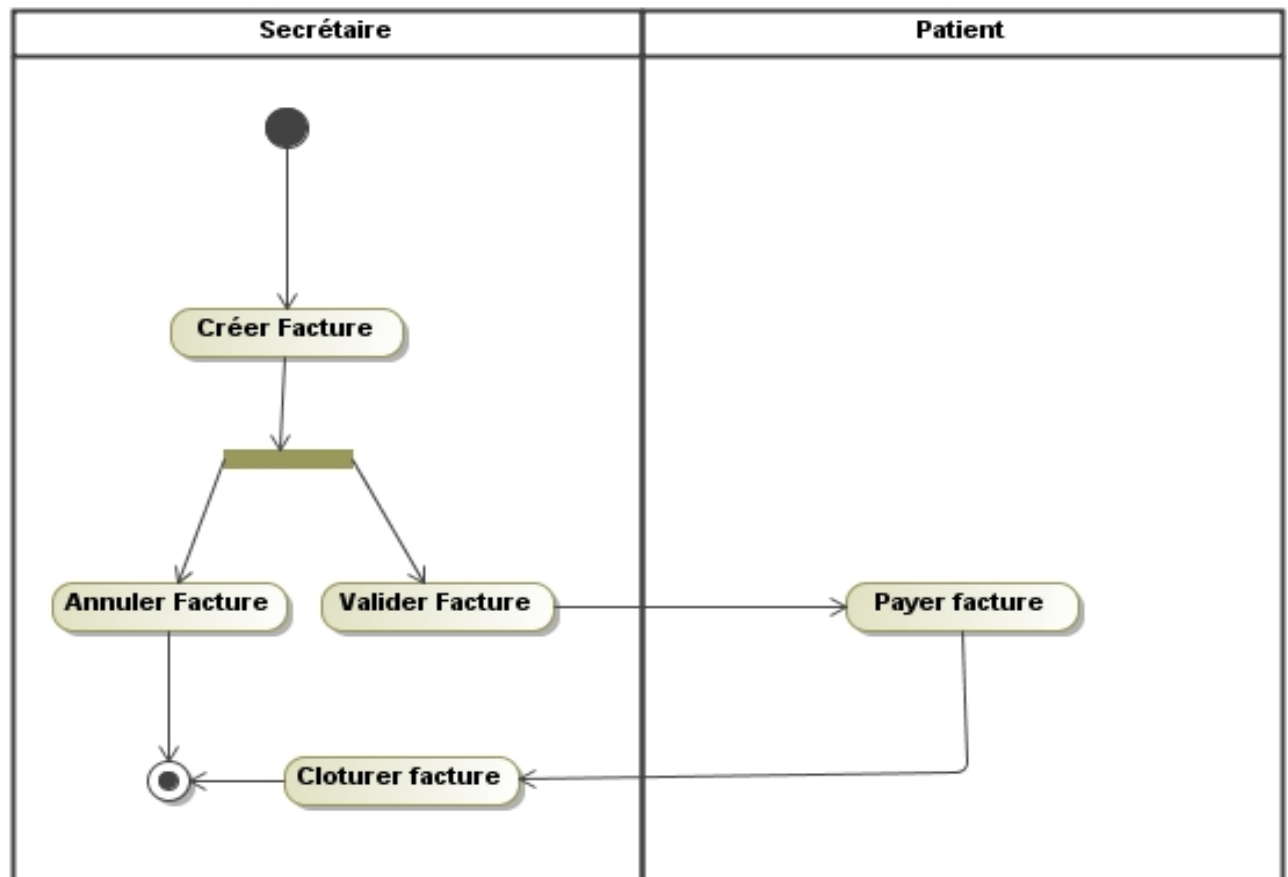 Secrétaire
Patient
Créer Facture
Annuler Facture
Valider Facture
Payer facture
Cloturer facture